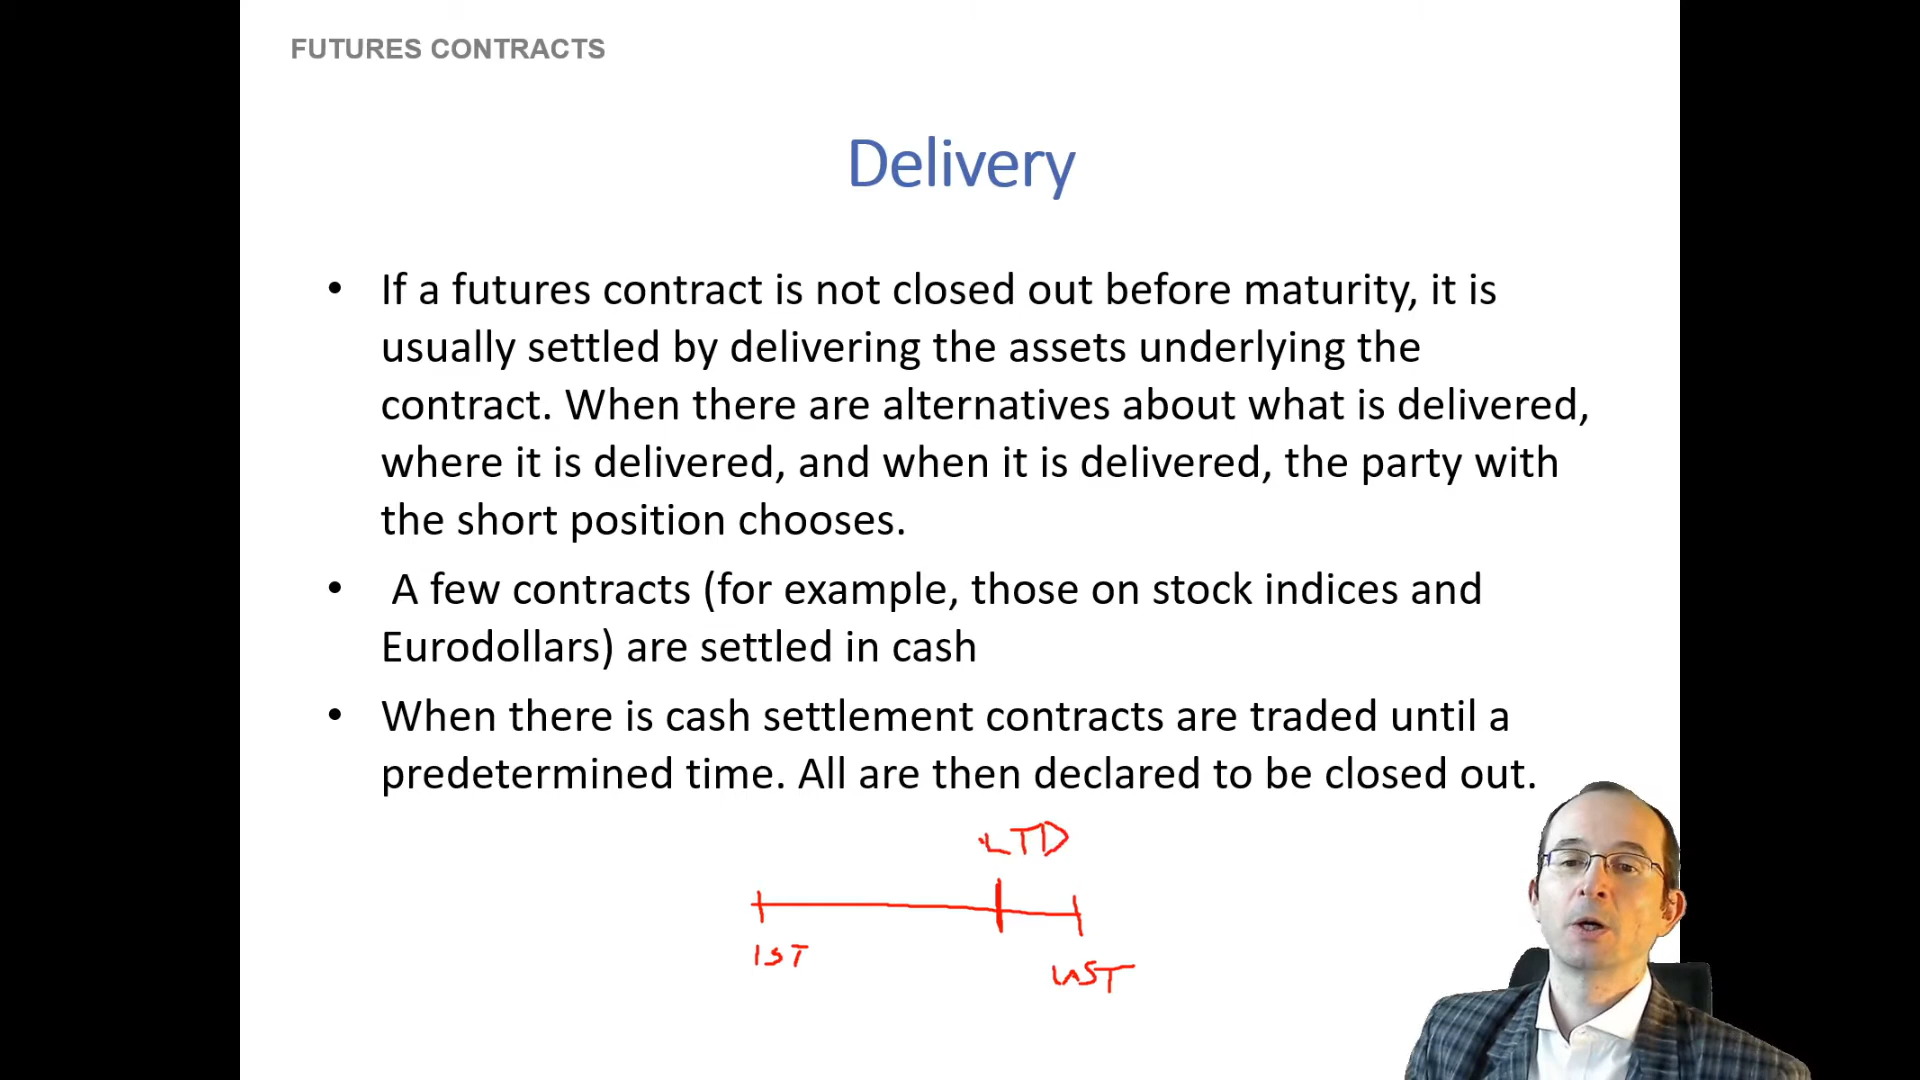 FUTURES CONTRACTS
Delivery
• If a futures contract is not closed out before maturity, it is
usually settled by delivering the assets underlying the
contract. When there are alternatives about what is delivered,
where it is delivered, and when it is delivered, the party with
the short position chooses.
• A few contracts (for example, those on stock indices and
Eurodollars) are settled in cash
• When there is cash settlement contracts are traded until a
predetermined time. All are then declared to be closed out.
LTD
1ST
LAST